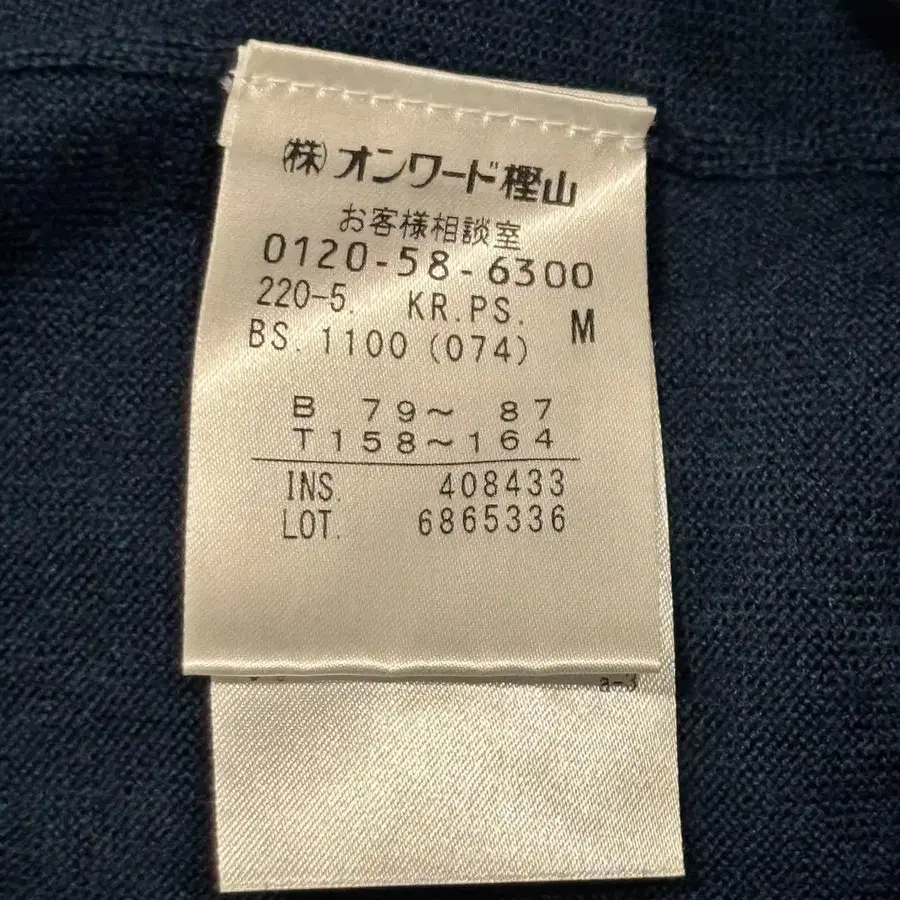 (株)オンワード樫山
お客様相談室
0120-58-6300
220-5. KR.PS. M
BS.1100(074)
B 79〜 87
T158〜164
INS. 408433
LOT. 6865336
a-3